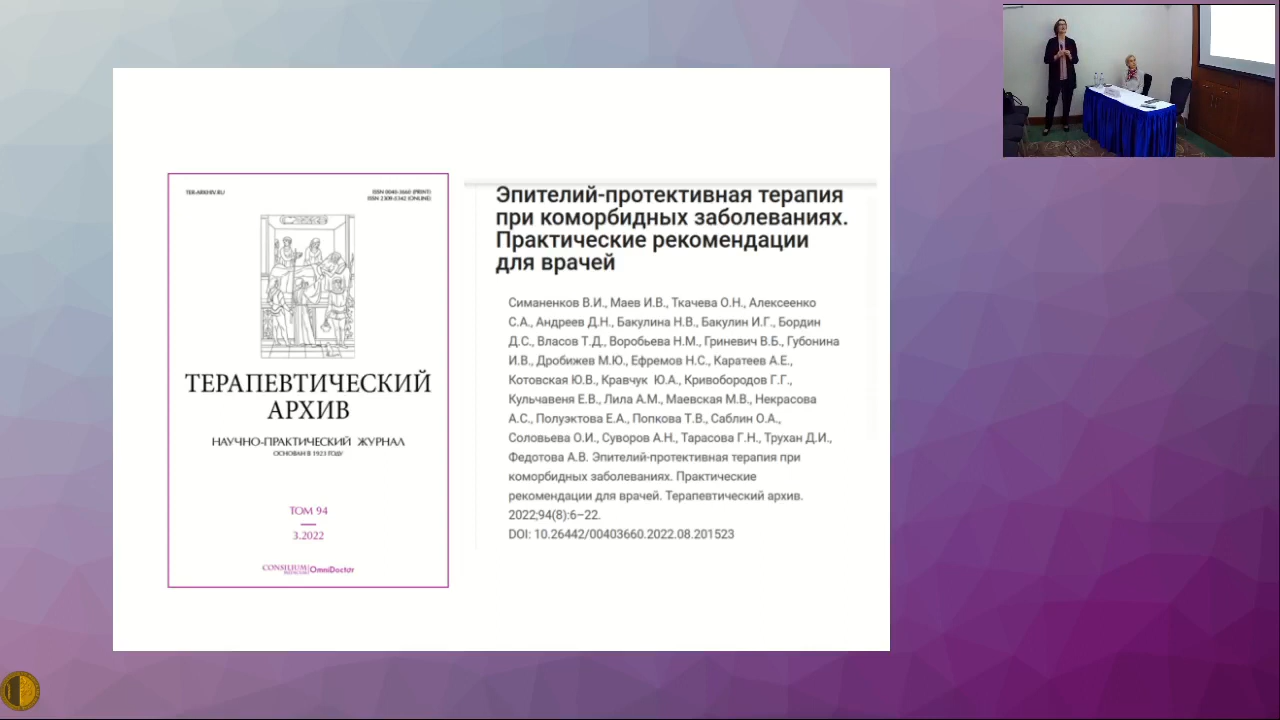 TER-ARKHIV.RU
ISSN 0040-3660 (PRINT)
ISSN 2309-5342 (ONLINE)
ТЕРАПЕВТИЧЕСКИЙ
АРХИВ
НАУЧНО-ПРАКТИЧЕСКИЙ ЖУРНАЛ
ОСНОВАН В 1923 ГОДУ
ТОМ 94
3.2022
CONSILIUM
OmniDoctor
Эпителий-протективная терапия
при коморбидных заболеваниях.
Практические рекомендации
для врачей
Симаненков В.И., Маев И.В., Ткачева О.Н., Алексеенко
С.А., Андреев Д.Н., Бакулина Н.В., Бакулин И.Г., Бордин
Д.С., Власов Т.Д., Воробьева Н.М., Гриневич В.Б., Губонина
И.В., Дробижев М.Ю., Ефремов Н.С., Каратеев А.Е.,
Котовская Ю.В., Кравчук Ю.А., Кривобородов Г.Г.,
Кульчавеня Е.В., Лила А.М., Маевская М.В., Некрасова
А.С., Полуэктова Е.А., Попкова Т.В., Саблин О.А.,
Соловьева О.И., Суворов А.Н., Тарасова Г.Н., Трухан Д.И.,
Федотова А.В. Эпителий-протективная терапия при
коморбидных заболеваниях. Практические
рекомендации для врачей. Терапевтический архив.
2022;94(8):6–22.
DOI: 10.26442/00403660.2022.08.201523